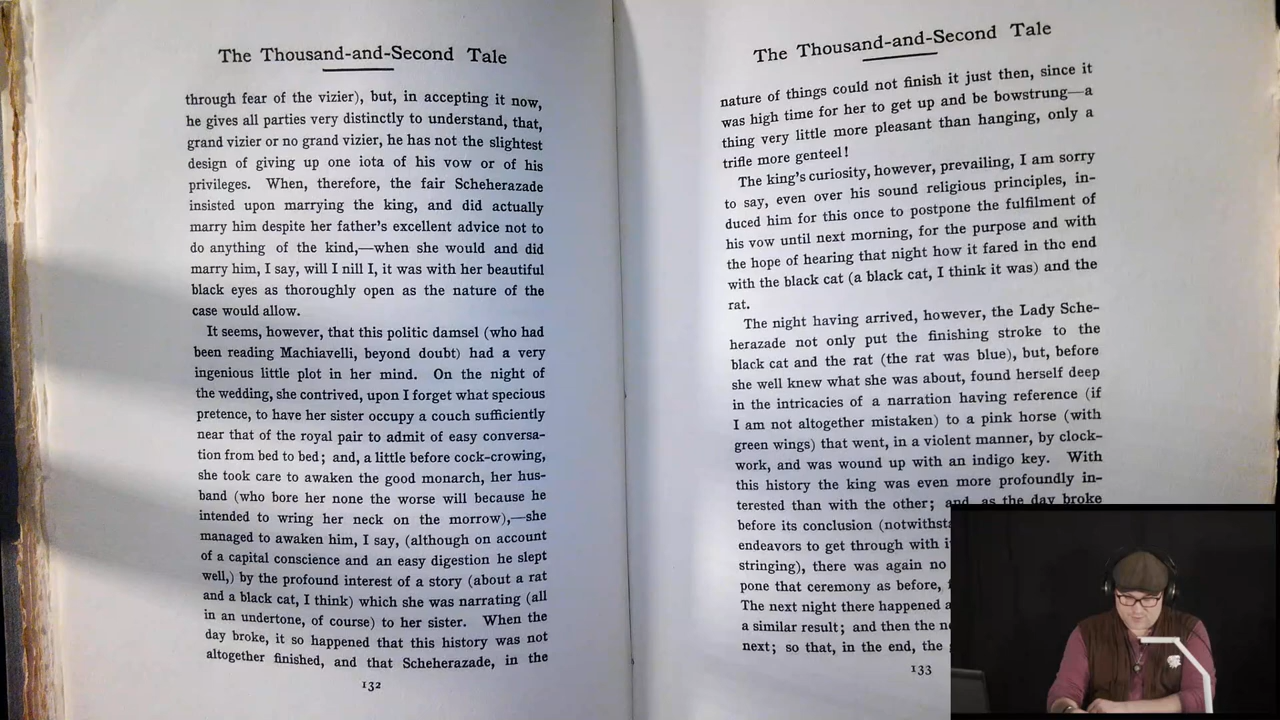 The Thousand-and-Second Tale
through fear of the vizier), but, in accepting it now,
he gives all parties very distinctly to understand, that,
grand vizier or no grand vizier, he has not the slightest
design of giving up one iota of his vow or of his
privileges. When, therefore, the fair Scheherazade
insisted upon marrying the king, and did actually
marry him despite her father's excellent advice not to
do anything of the kind,—when she would and did
marry him, I say, will I nill I, it was with her beautiful
black eyes as thoroughly open as the nature of the
case would allow.
It seems, however, that this politic damsel (who had
been reading Machiavelli, beyond doubt) had a very
ingenious little plot in her mind. On the night of
the wedding, she contrived, upon I forget what specious
pretence, to have her sister occupy a couch sufficiently
near that of the royal pair to admit of easy conversa-
tion from bed to bed; and, a little before cock-crowing,
she took care to awaken the good monarch, her hus-
band (who bore her none the worse will because he
intended to wring her neck on the morrow),—she
managed to awaken him, I say, (although on account
of a capital conscience and an easy digestion he slept
well,) by the profound interest of a story (about a rat
and a black cat, I think) which she was narrating (all
in an undertone, of course) to her sister. When the
day broke, it so happened that this history was not
altogether finished, and that Scheherazade, in the
132
The Thousand-and-Second Tale
nature of things could not finish it just then, since it
was high time for her to get up and be bowstrung—a
thing very little more pleasant than hanging, only a
trifle more genteel!
The king's curiosity, however, prevailing, I am sorry
to say, even over his sound religious principles, in-
duced him for this once to postpone the fulfilment of
his vow until next morning, for the purpose and with
the hope of hearing that night how it fared in the end
with the black cat (a black cat, I think it was) and the
rat.
The night having arrived, however, the Lady Sche-
herazade not only put the finishing stroke to the
black cat and the rat (the rat was blue), but, before
she well knew what she was about, found herself deep
in the intricacies of a narration having reference (if
I am not altogether mistaken) to a pink horse (with
green wings) that went, in a violent manner, by clock-
work, and was wound up with an indigo key. With
this history the king was even more profoundly in-
terested than with the other; and, as the day broke
before its conclusion
endeavors to get through with
stringing), there was again no
pone that ceremony as before,
The next night there happened
a similar result; and then the
next; so that, in the end, the
133